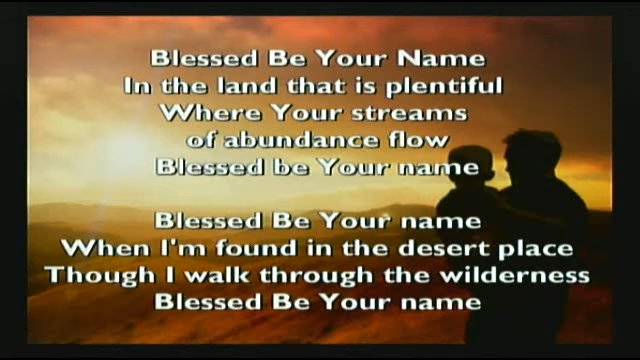 Blessed Be Your Name
In the land that is plentiful
Where Your streams
of abundance flow
Blessed be Your name
Blessed Be Your name
When I'm found in the desert place
Though I walk through the wilderness
Blessed Be Your name